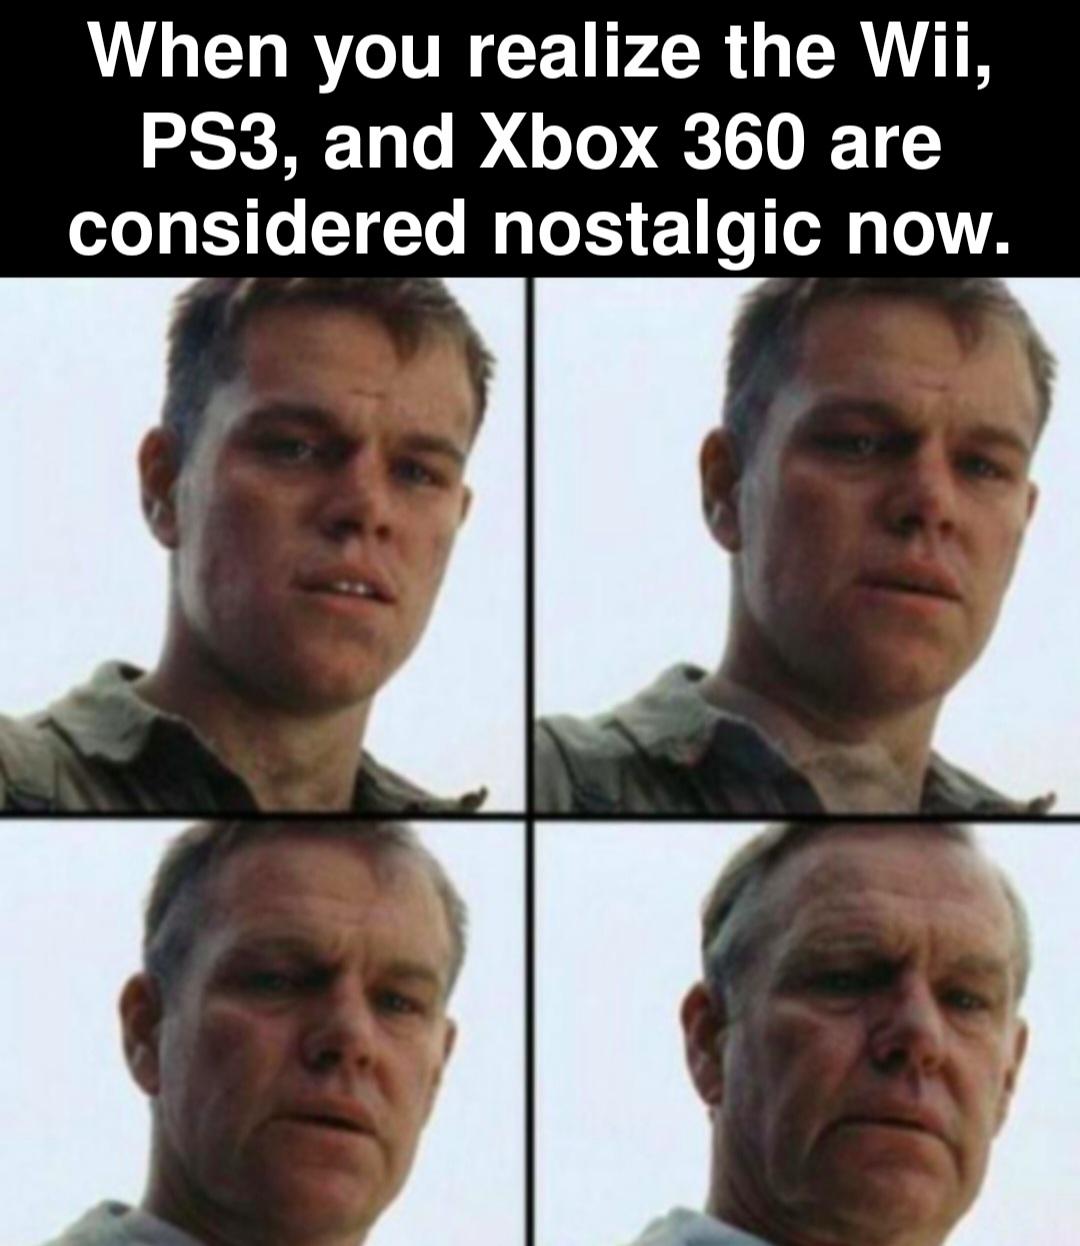 When you realize the Wii,
PS3, and Xbox 360 are
considered nostalgic now.